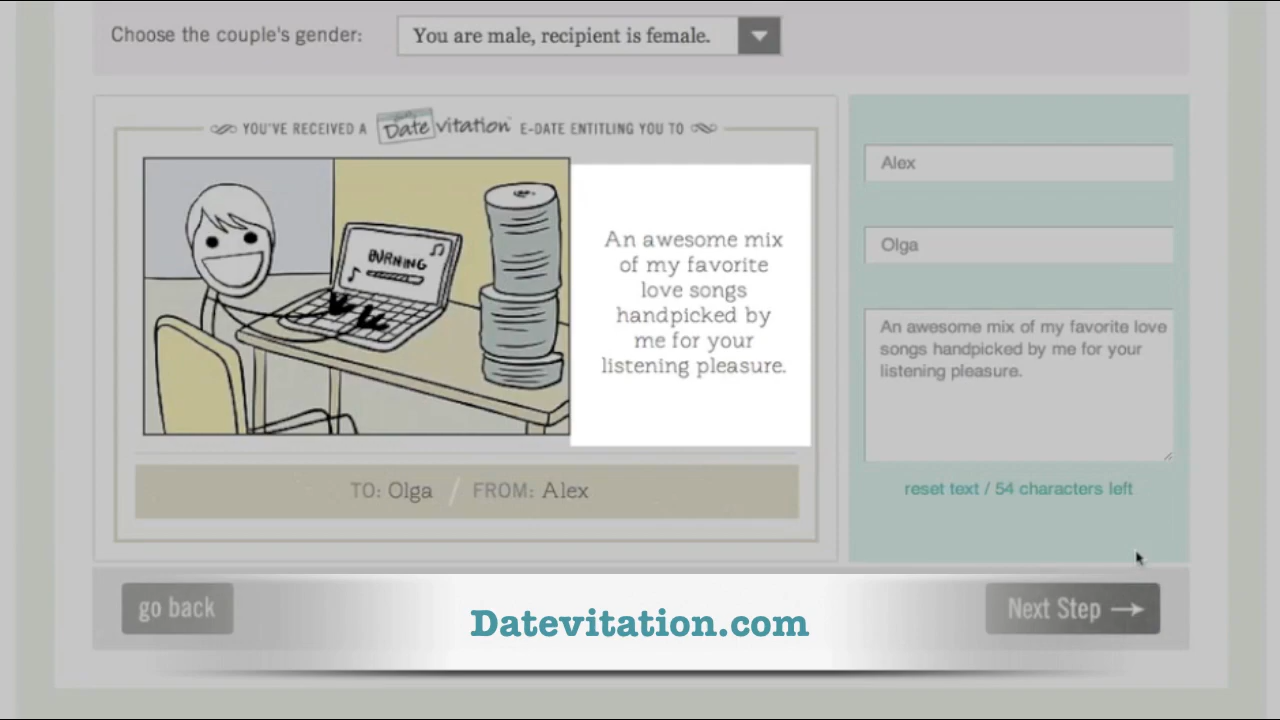 Choose the couple's gender:
You are male, recipient is female.
YOU'VE RECEIVED A Datevitation E-DATE ENTITLING YOU TO
BURNING
An awesome mix
of my favorite
love songs
handpicked by
me for your
listening pleasure.
TO: Olga / FROM: Alex
Alex
Olga
An awesome mix of my favorite love
songs handpicked by me for your
listening pleasure.
reset text / 54 characters left
go back
Datevitation.com
Next Step →